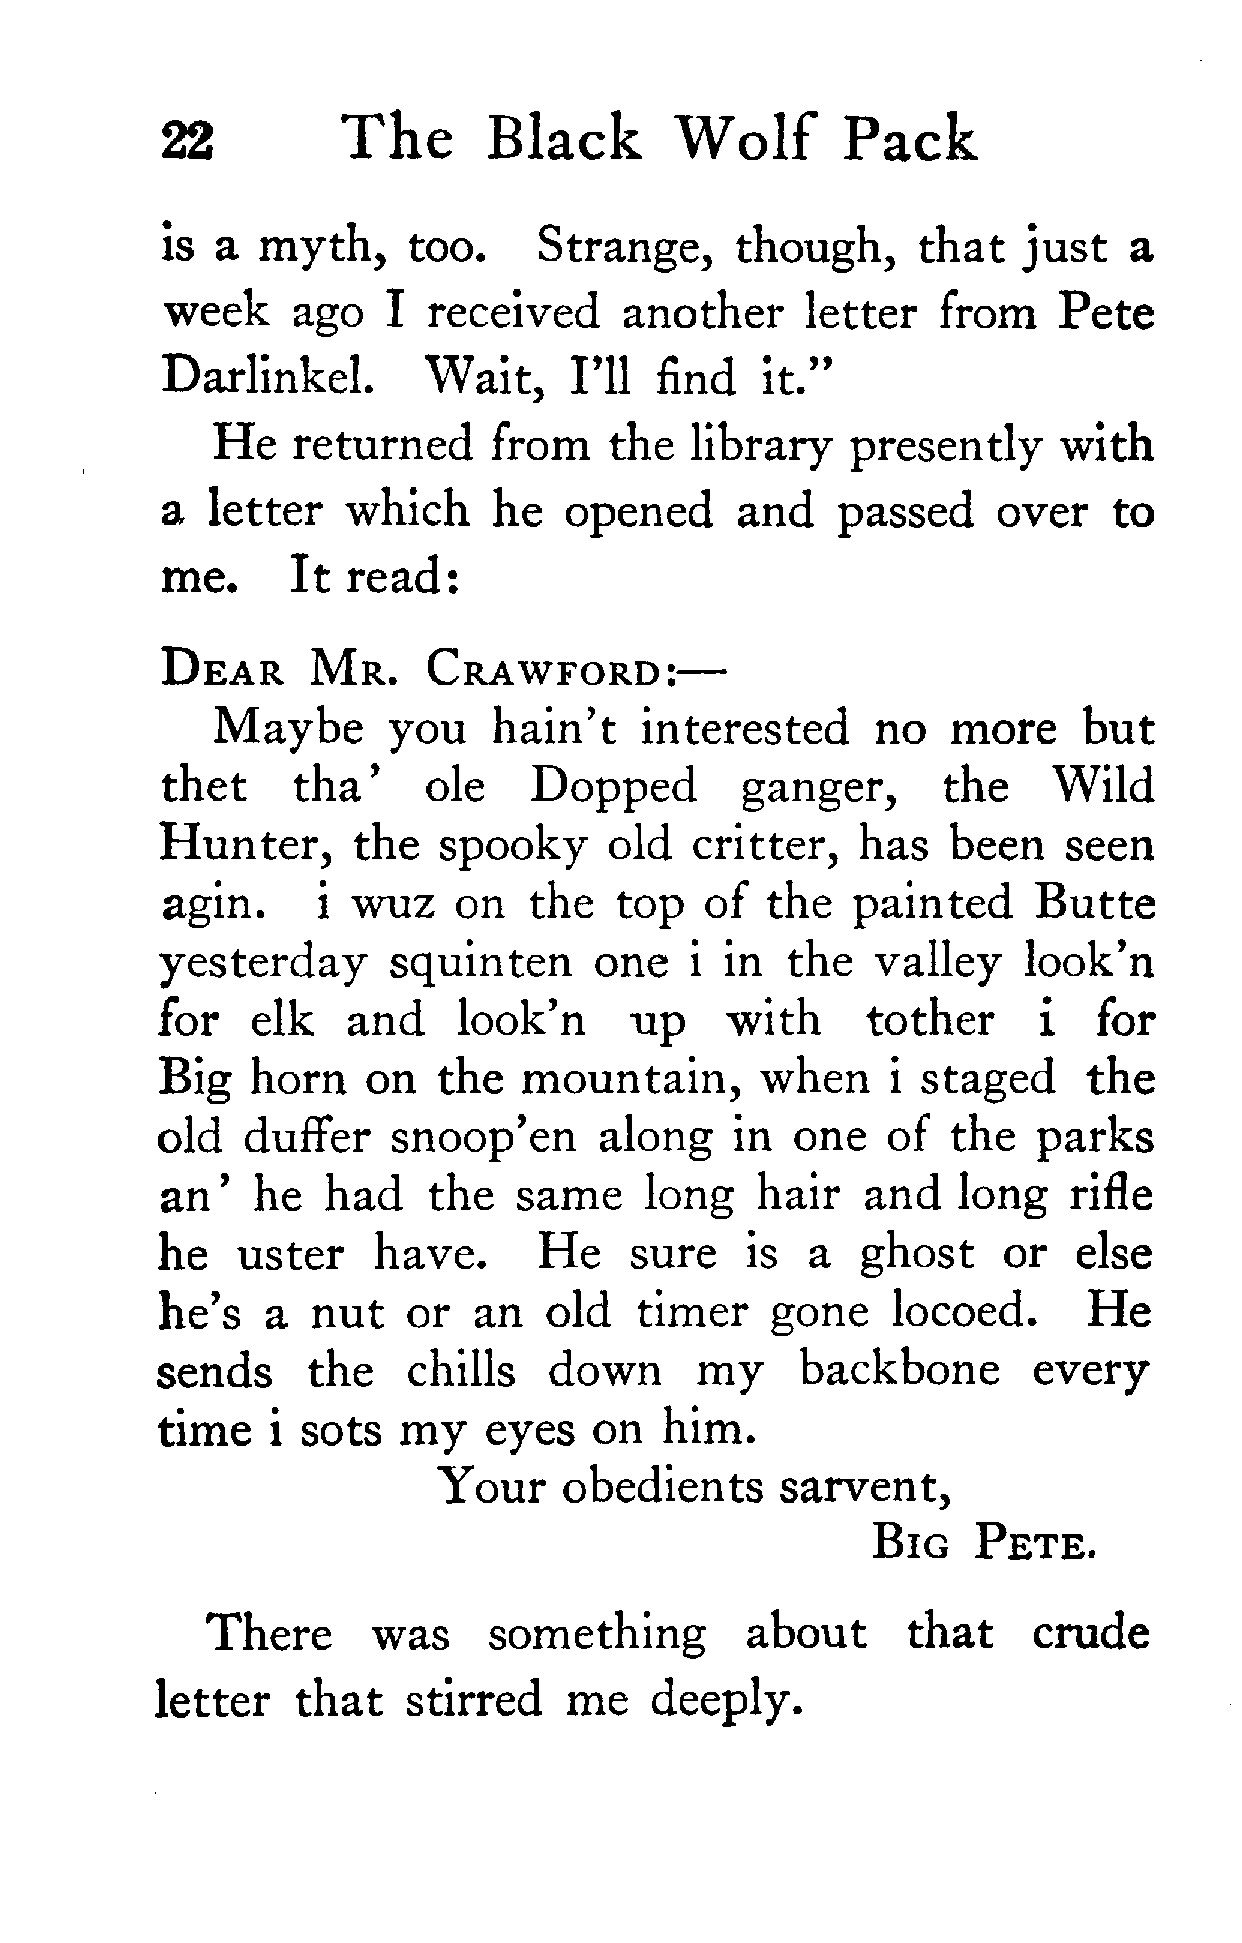 22 The Black Wolf Pack
is a myth, too. Strange, though, that just a
week ago I received another letter from Pete
Darlinkel. Wait, I'll find it."
He returned from the library presently with
a letter which he opened and passed over to
me. It read:
DEAR MR. CRAWFORD:—
Maybe you hain't interested no more but
thet tha' ole Dopped ganger, the Wild
Hunter, the spooky old critter, has been seen
agin. i wuz on the top of the painted Butte
yesterday squinten one i in the valley look'n
for elk and look'n up with tother i for
Big horn on the mountain, when i staged the
old duffer snoop'en along in one of the parks
an' he had the same long hair and long rifle
he uster have. He sure is a ghost or else
he's a nut or an old timer gone locoed. He
sends the chills down my backbone every
time i sots my eyes on him.
Your obedients sarvent,
BIG PETE.
There was something about that crude
letter that stirred me deeply.